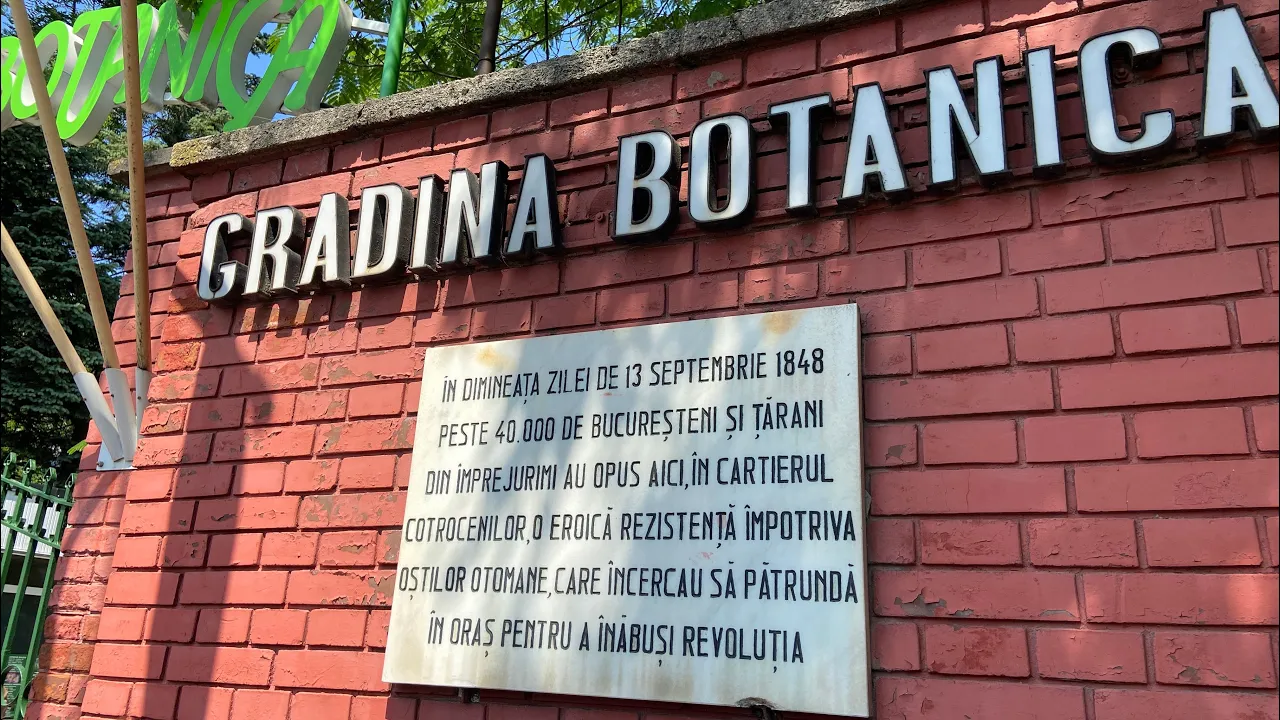 BOTANICA
GRADINA BOTANICA
ÎN DIMINEAȚA ZILEI DE 13 SEPTEMBRIE 1848
PESTE 40.000 DE BUCUREȘTENI ȘI ȚĂRANI
DIN ÎMPREJURIMI AU OPUS AICI, ÎN CARTIERUL
COTROCENILOR, O EROICĂ REZISTENȚĂ ÎMPOTRIVA
OȘTILOR OTOMANE, CARE ÎNCERCAU SĂ PĂTRUNDĂ
ÎN ORAȘ PENTRU A ÎNĂBUȘI REVOLUȚIA